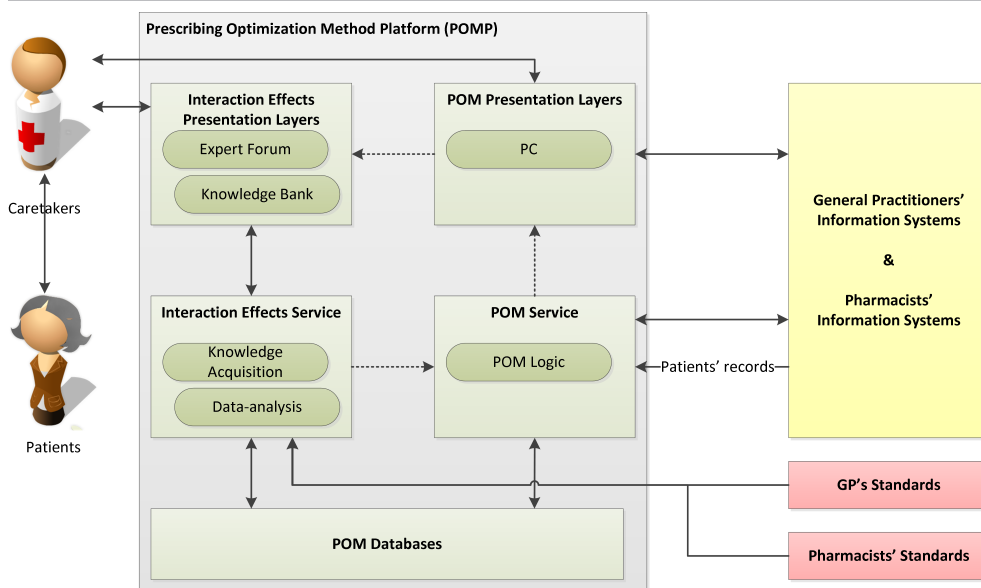 Prescribing Optimization Method Platform (POMP)
Interaction Effects
Presentation Layers
Expert Forum
Knowledge Bank
POM Presentation Layers
PC
General Practitioners’
Information Systems
&
Pharmacists’
Information Systems
Caretakers
Interaction Effects Service
Knowledge
Acquisition
Data-analysis
POM Service
POM Logic
Patients’ records
Patients
GP’s Standards
POM Databases
Pharmacists’ Standards